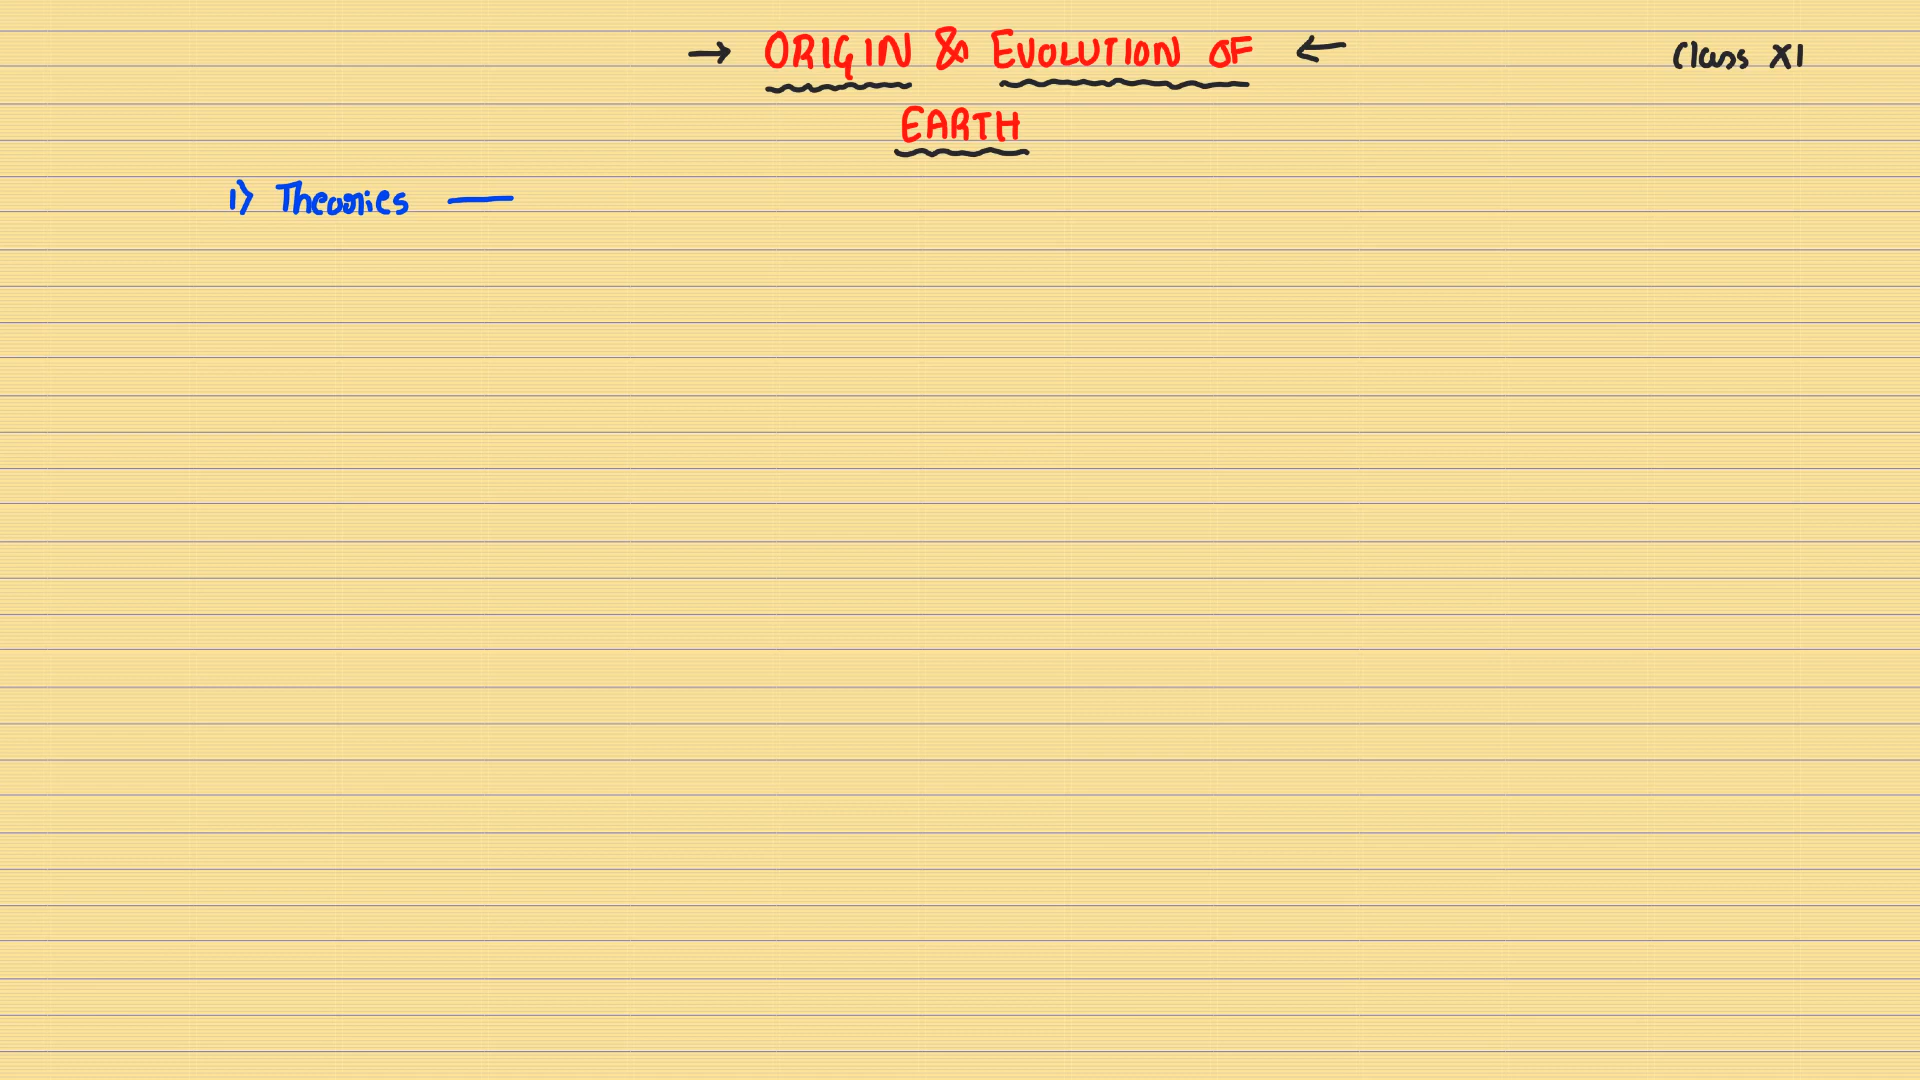 → ORIGIN & EVOLUTION OF ←
Class XI
EARTH
1) Theories —